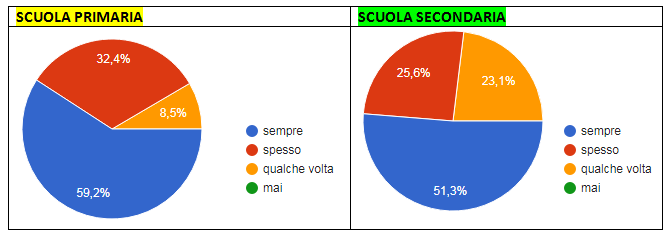 SCUOLA PRIMARIA
32,4%
8,5%
59,2%
sempre
spesso
qualche volta
mai
SCUOLA SECONDARIA
25,6%
23,1%
51,3%
sempre
spesso
qualche volta
mai